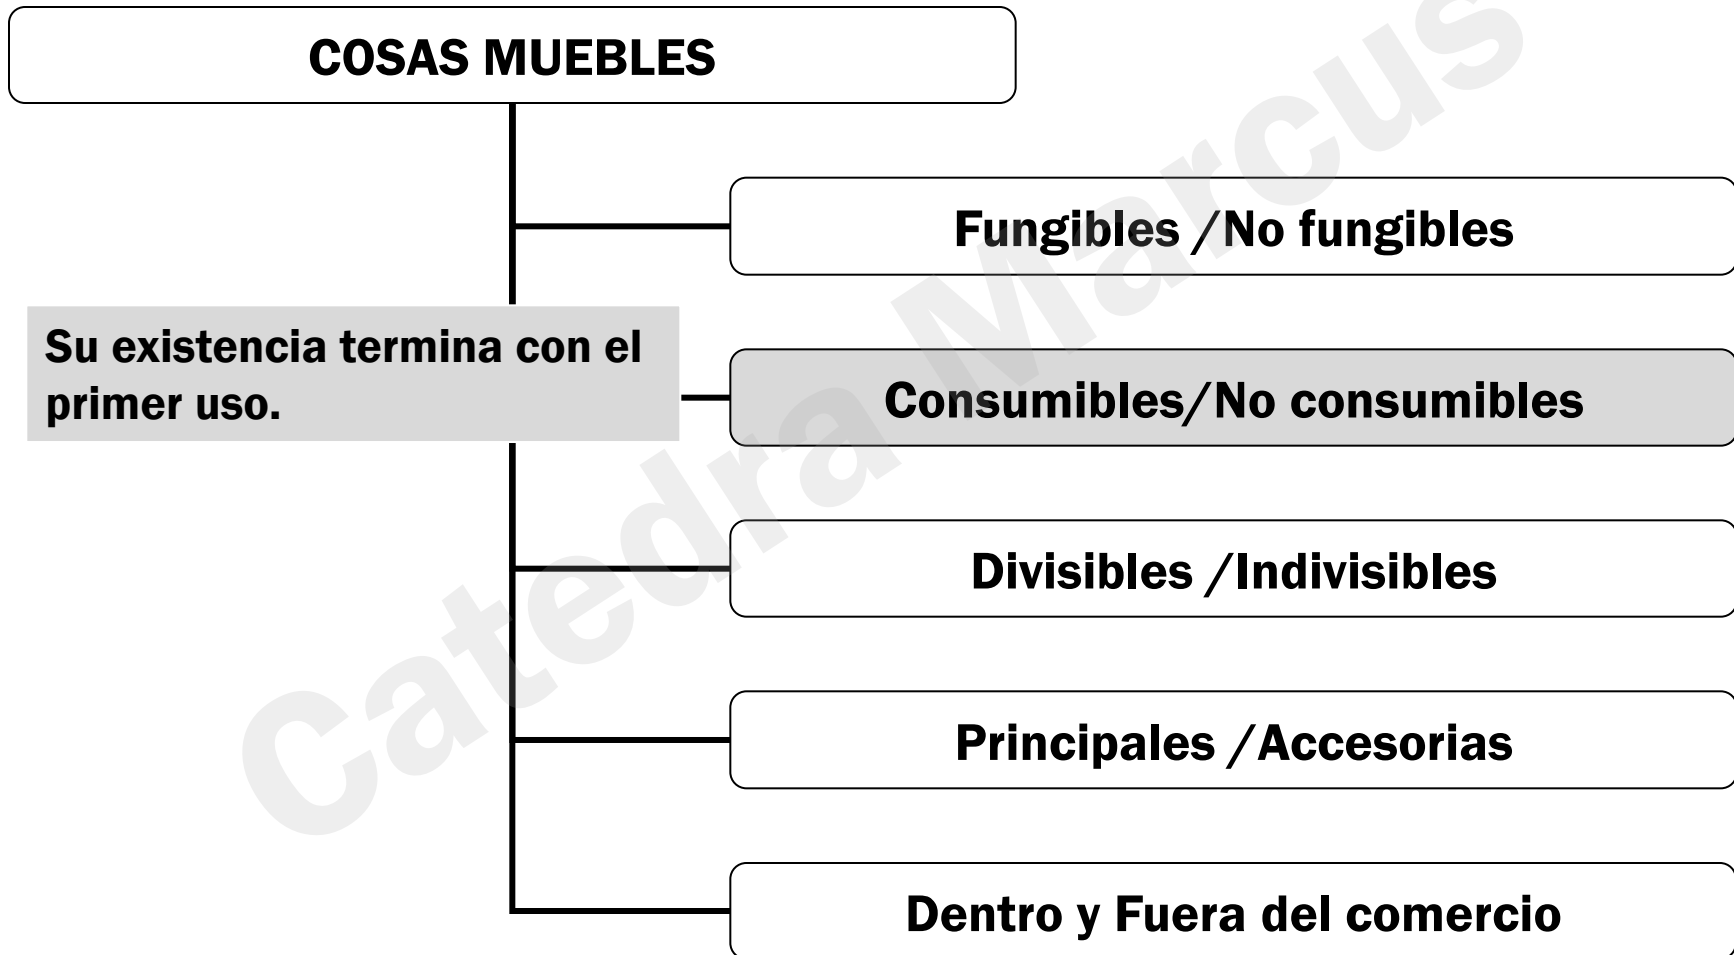 COSAS MUEBLES
Fungibles /No fungibles
Su existencia termina con el
primer uso.
Consumibles/No consumibles
Divisibles /Indivisibles
Principales /Accesorias
Dentro y Fuera del comercio
Catedra Marcus